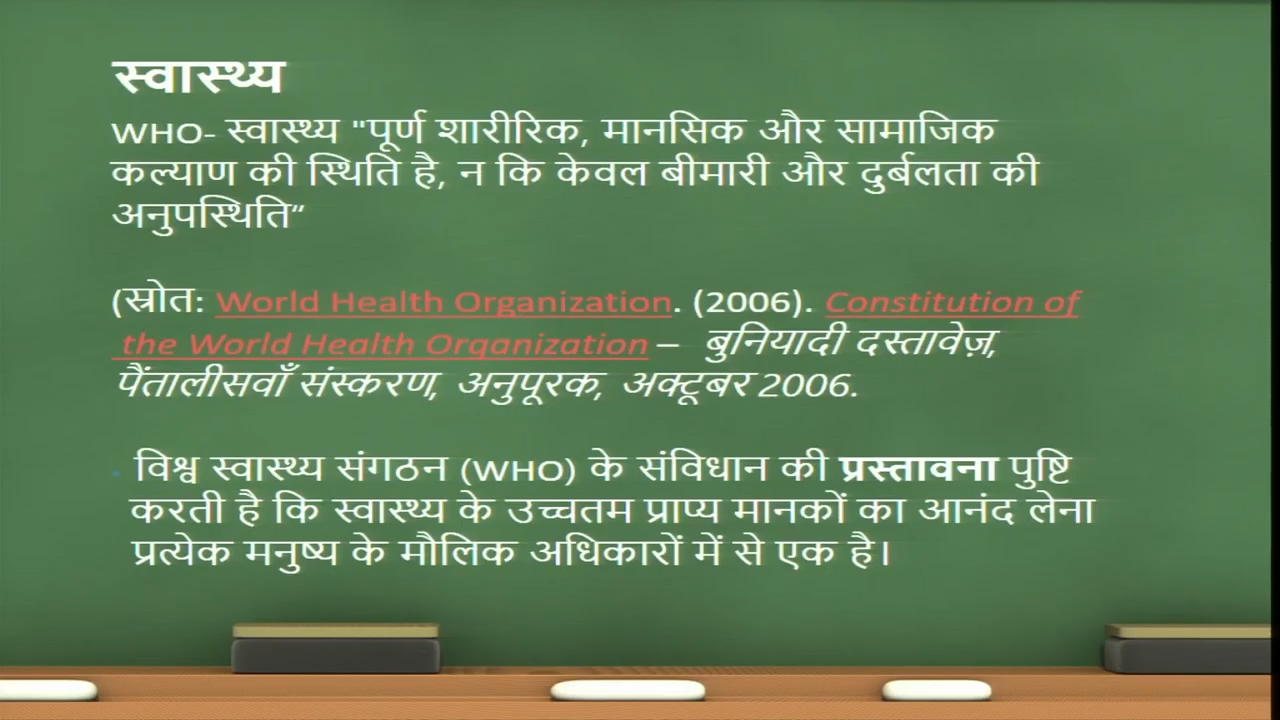 स्वास्थ्य
WHO- स्वास्थ्य "पूर्ण शारीरिक, मानसिक और सामाजिक
कल्याण की स्थिति है, न कि केवल बीमारी और दुर्बलता की
अनुपस्थिति”
(स्रोत: World Health Organization. (2006). Constitution of
the World Health Organization – बुनियादी दस्तावेज़,
पैंतालीसवाँ संस्करण, अनुपूरक, अक्टूबर 2006.
· विश्व स्वास्थ्य संगठन (WHO) के संविधान की प्रस्तावना पुष्टि
करती है कि स्वास्थ्य के उच्चतम प्राप्य मानकों का आनंद लेना
प्रत्येक मनुष्य के मौलिक अधिकारों में से एक है।